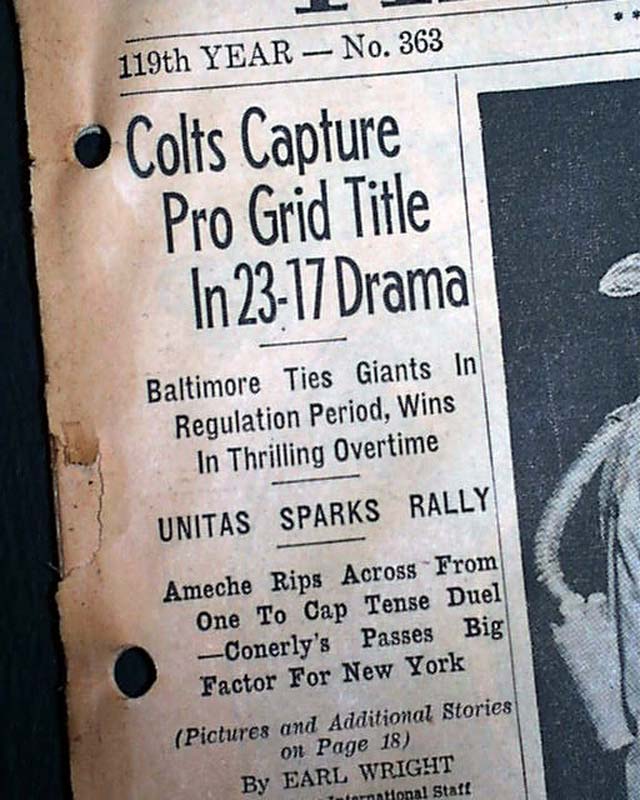 119th YEAR — No. 363
Colts Capture
Pro Grid Title
In 23-17 Drama
Baltimore Ties Giants In
Regulation Period, Wins
In Thrilling Overtime
UNITAS SPARKS RALLY
Ameche Rips Across From
One To Cap Tense Duel
—Conerly's Passes Big
Factor For New York
(Pictures and Additional Stories
on Page 18)
By EARL WRIGHT
International Staff